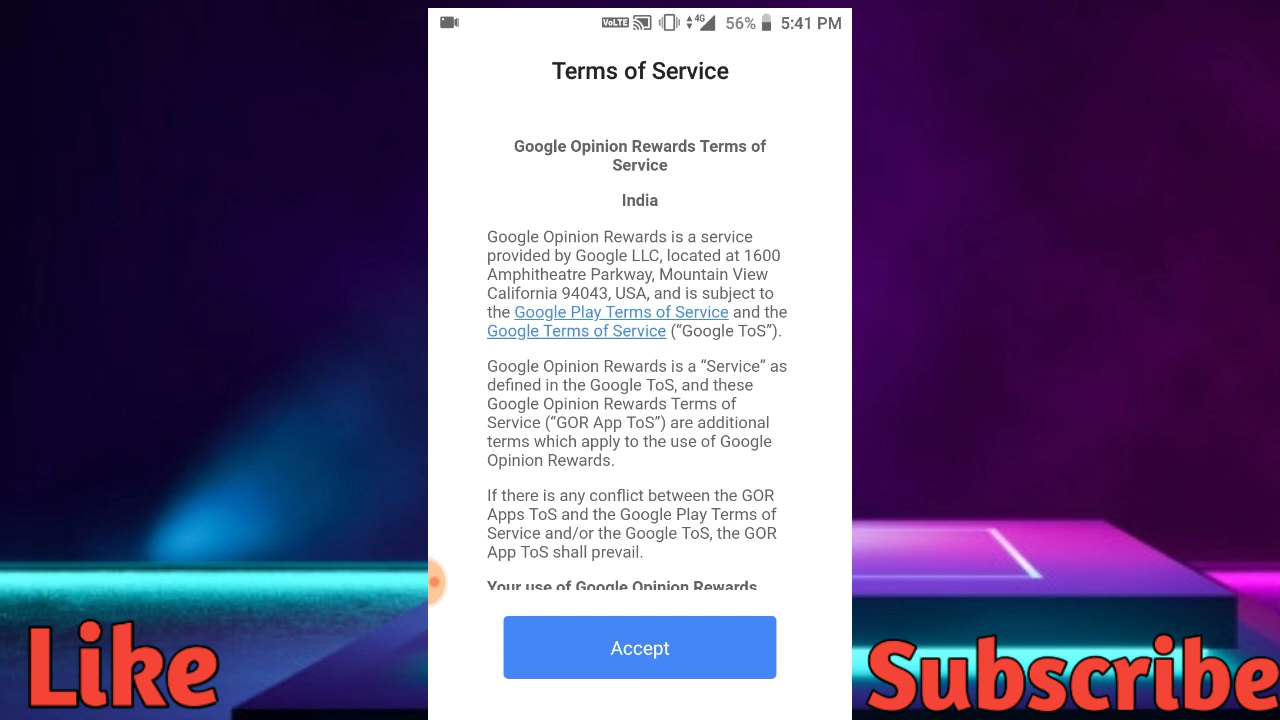 VoLTE 4G 56% 5:41 PM
Terms of Service
Google Opinion Rewards Terms of
Service
India
Google Opinion Rewards is a service
provided by Google LLC, located at 1600
Amphitheatre Parkway, Mountain View
California 94043, USA, and is subject to
the Google Play Terms of Service and the
Google Terms of Service (“Google ToS”).
Google Opinion Rewards is a “Service” as
defined in the Google ToS, and these
Google Opinion Rewards Terms of
Service (“GOR App ToS”) are additional
terms which apply to the use of Google
Opinion Rewards.
If there is any conflict between the GOR
Apps ToS and the Google Play Terms of
Service and/or the Google ToS, the GOR
App ToS shall prevail.
Your use of Google Opinion Rewards
Accept
Like
Subscribe